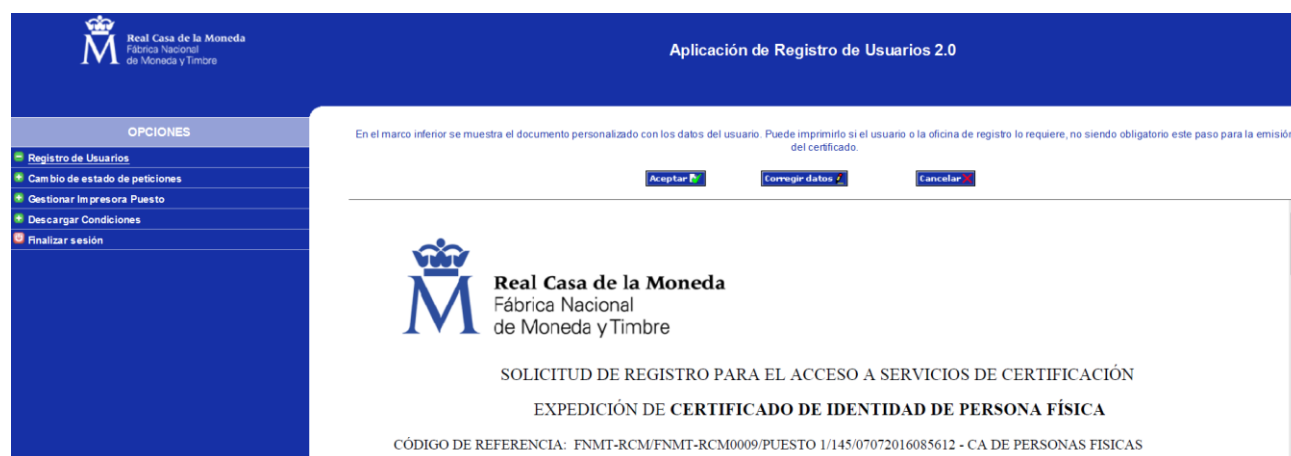 Real Casa de la Moneda
Fábrica Nacional
de Moneda y Timbre
Aplicación de Registro de Usuarios 2.0
OPCIONES
Registro de Usuarios
Cambio de estado de peticiones
Gestionar Impresora Puesto
Descargar Condiciones
Finalizar sesión
En el marco inferior se muestra el documento personalizado con los datos del usuario. Puede imprimirlo si el usuario o la oficina de registro lo requiere, no siendo obligatorio este paso para la emisión
del certificado.
Aceptar
Corregir datos
Cancelar
Real Casa de la Moneda
Fábrica Nacional
de Moneda y Timbre
SOLICITUD DE REGISTRO PARA EL ACCESO A SERVICIOS DE CERTIFICACIÓN
EXPEDICIÓN DE CERTIFICADO DE IDENTIDAD DE PERSONA FÍSICA
CÓDIGO DE REFERENCIA: FNMT-RCM/FNMT-RCM0009/PUESTO 1/145/07072016085612 - CA DE PERSONAS FISICAS